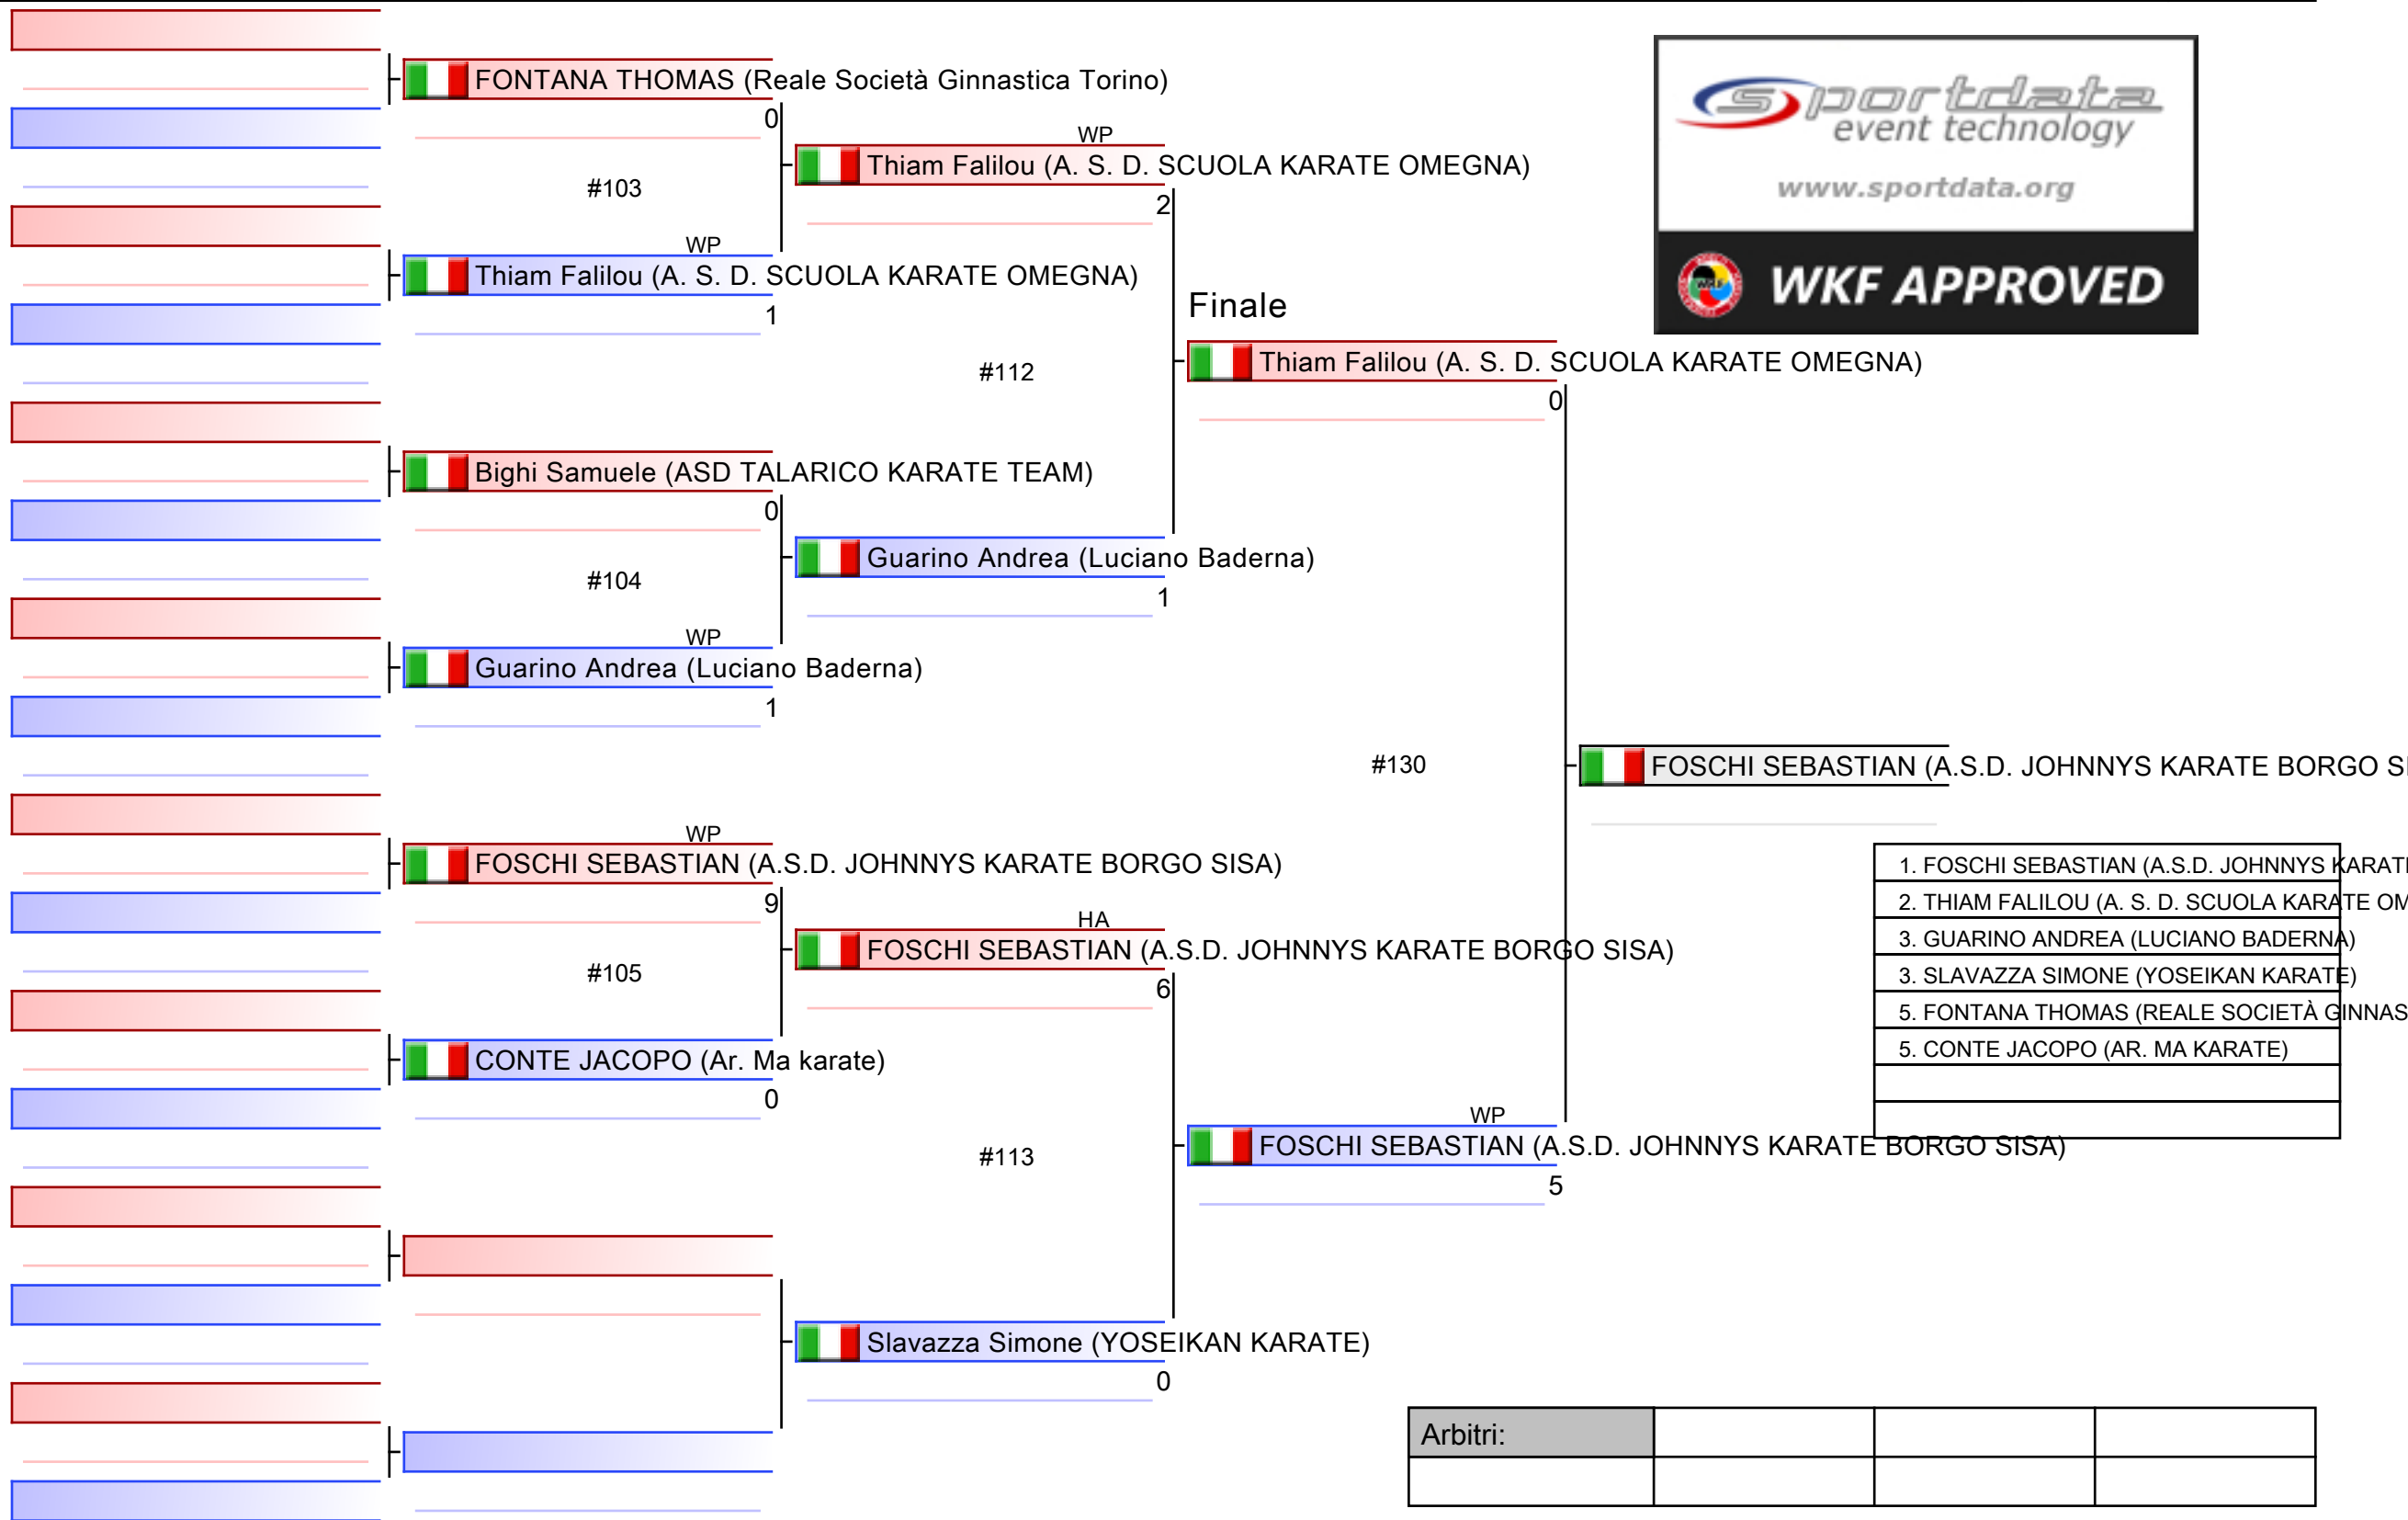 FONTANA THOMAS (Reale Società Ginnastica Torino)
0
#103
WP
Thiam Falilou (A. S. D. SCUOLA KARATE OMEGNA)
1
Bighi Samuele (ASD TALARICO KARATE TEAM)
0
#104
WP
Guarino Andrea (Luciano Baderna)
1
WP
FOSCHI SEBASTIAN (A.S.D. JOHNNYS KARATE BORGO SISA)
9
#105
CONTE JACOPO (Ar. Ma karate)
0
WP
Thiam Falilou (A. S. D. SCUOLA KARATE OMEGNA)
2
#112
Guarino Andrea (Luciano Baderna)
1
HA
FOSCHI SEBASTIAN (A.S.D. JOHNNYS KARATE BORGO SISA)
6
#113
Slavazza Simone (YOSEIKAN KARATE)
0
Finale
Thiam Falilou (A. S. D. SCUOLA KARATE OMEGNA)
0
#130
WP
FOSCHI SEBASTIAN (A.S.D. JOHNNYS KARATE BORGO SISA)
5
FOSCHI SEBASTIAN (A.S.D. JOHNNYS KARATE BORGO
sportdata
event technology
www.sportdata.org
WKF APPROVED
1. FOSCHI SEBASTIAN (A.S.D. JOHNNYS KARATE
2. THIAM FALILOU (A. S. D. SCUOLA KARATE OM
3. GUARINO ANDREA (LUCIANO BADERNA)
3. SLAVAZZA SIMONE (YOSEIKAN KARATE)
5. FONTANA THOMAS (REALE SOCIETÀ GINNAS
5. CONTE JACOPO (AR. MA KARATE)
Arbitri: